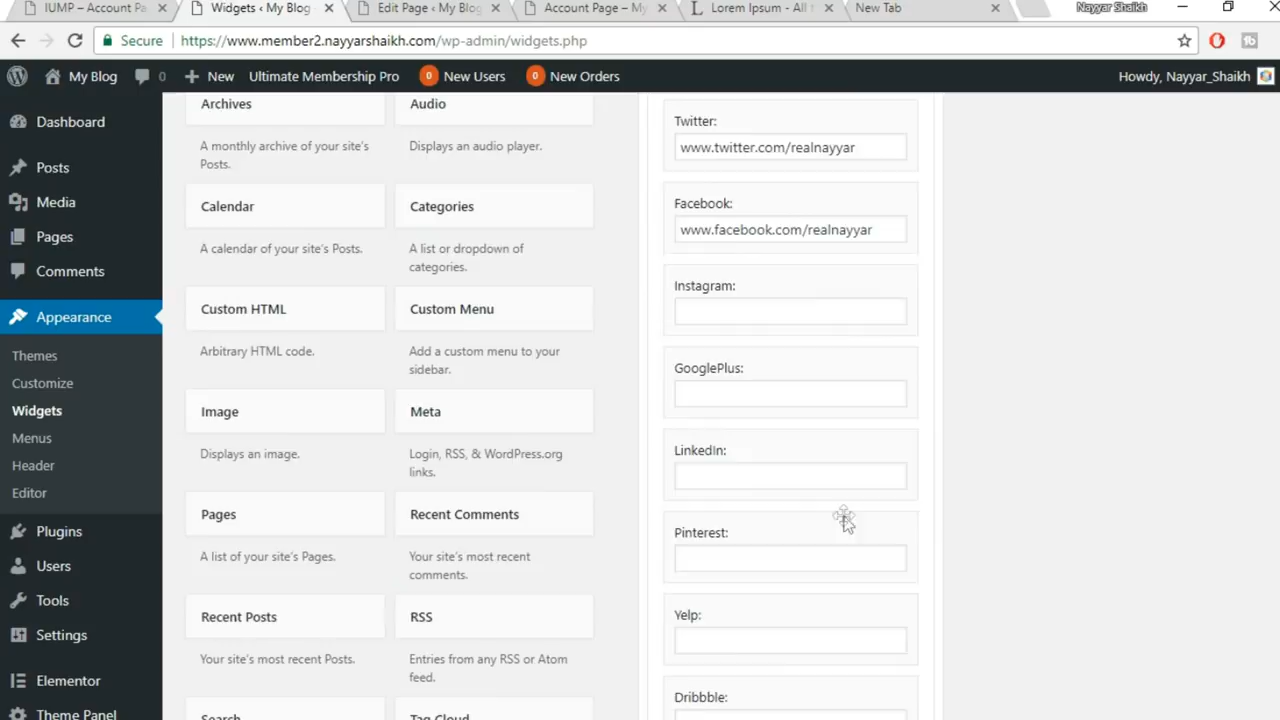 IUMP – Account Pa
Widgets ‹ My Blog
Edit Page ‹ My Blog
Account Page – My
Lorem Ipsum - All
New Tab
Nayyar Shaikh
Secure
https://www.member2.nayyarshaikh.com/wp-admin/widgets.php
My Blog
0
New
Ultimate Membership Pro
0 New Users
0 New Orders
Howdy, Nayyar_Shaikh
Dashboard
Posts
Media
Pages
Comments
Appearance
Themes
Customize
Widgets
Menus
Header
Editor
Plugins
Users
Tools
Settings
Elementor
Theme Panel
Archives
A monthly archive of your site's
Posts.
Audio
Displays an audio player.
Calendar
A calendar of your site's Posts.
Categories
A list or dropdown of
categories.
Custom HTML
Arbitrary HTML code.
Custom Menu
Add a custom menu to your
sidebar.
Image
Displays an image.
Meta
Login, RSS, & WordPress.org
links.
Pages
A list of your site's Pages.
Recent Comments
Your site's most recent
comments.
Recent Posts
Your site's most recent Posts.
RSS
Entries from any RSS or Atom
feed.
Search
Tag Cloud
Twitter:
www.twitter.com/realnayyar
Facebook:
www.facebook.com/realnayyar
Instagram:
GooglePlus:
LinkedIn:
Pinterest:
Yelp:
Dribbble: